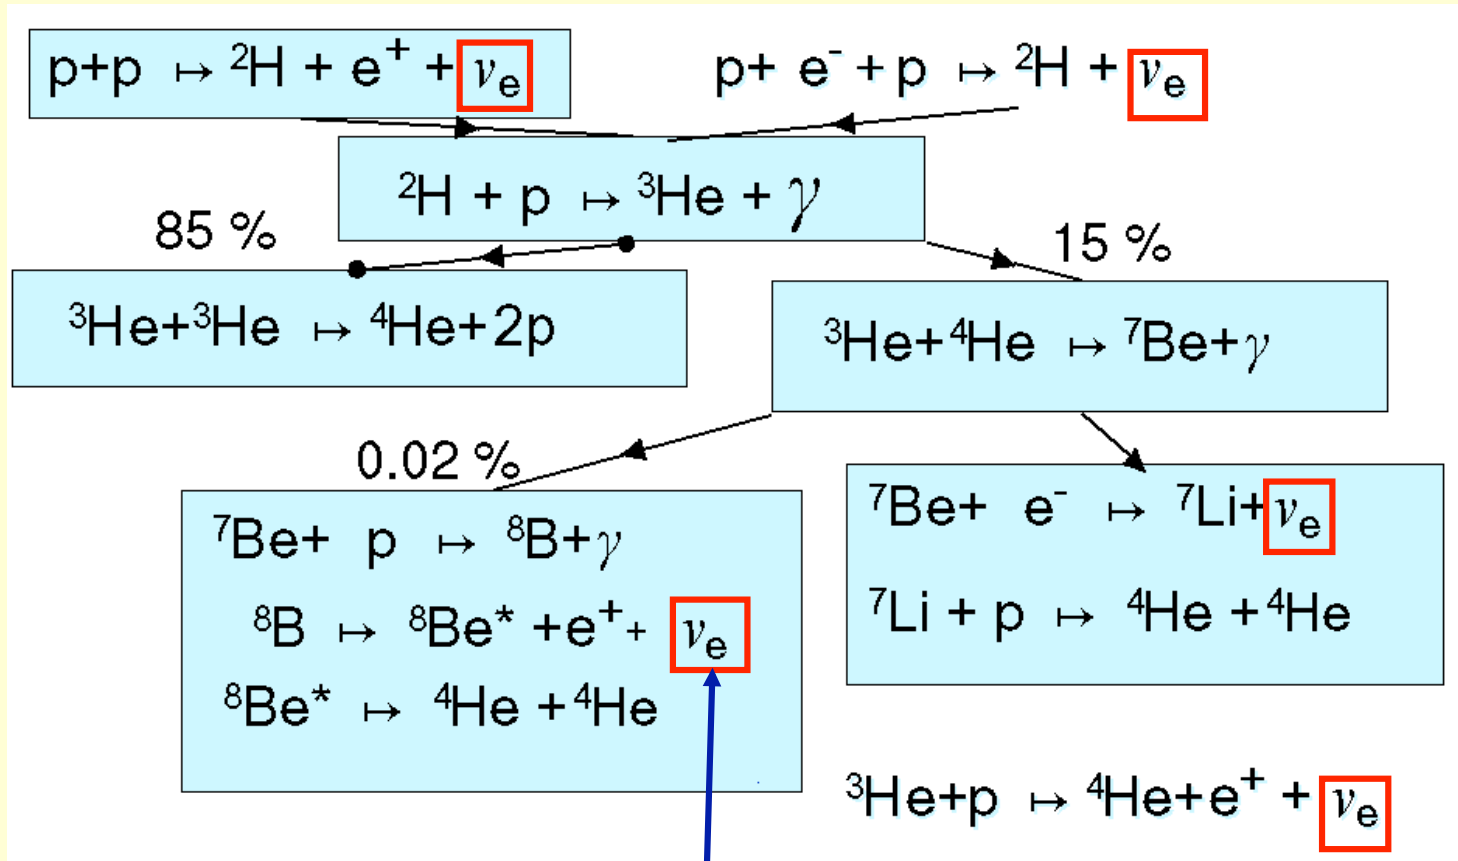 p+p ↦ ²H + e⁺ + νₑ
p+ e⁻ + p ↦ ²H + νₑ
²H + p ↦ ³He + γ
85 %
15 %
³He+³He ↦ ⁴He+2p
³He+⁴He ↦ ⁷Be+γ
0.02 %
⁷Be+ p ↦ ⁸B+γ
⁸B ↦ ⁸Be* +e⁺+ νₑ
⁸Be* ↦ ⁴He +⁴He
⁷Be+ e⁻ ↦ ⁷Li+νₑ
⁷Li + p ↦ ⁴He +⁴He
³He+p ↦ ⁴He+e⁺ + νₑ